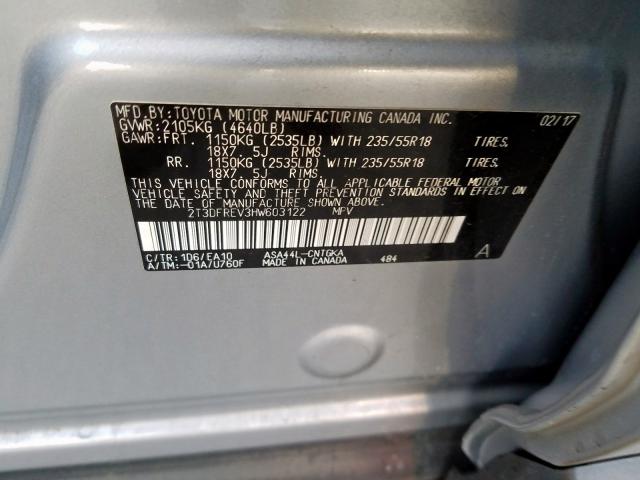 MFD.BY:TOYOTA MOTOR MANUFACTURING CANADA INC. 02/17
GVWR:2105KG (4640LB)
GAWR:FRT. 1150KG (2535LB) WITH 235/55R18 TIRES.
18X7 5J RIMS.
RR. 1150KG (2535LB) WITH 235/55R18 TIRES.
18X7 5J RIMS.
THIS VEHICLE CONFORMS TO ALL APPLICABLE FEDERAL MOTOR
VEHICLE SAFETY AND THEFT PREVENTION STANDARDS IN EFFECT ON
THE DATE OF MANUFACTURE SHOWN ABOVE.
2T3DFREV3HW603122 MPV
C/TR:1D6/EA10 ASA44L-CNTGKA A
A/TM:-01A/U760F MADE IN CANADA 484